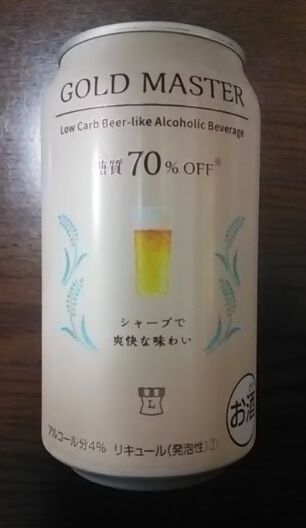 GOLD MASTER
Low Carb Beer-like Alcoholic Beverage
糖質70%OFF※
シャープで
爽快な味わい
L
お酒
アルコール分4% リキュール(発泡性)①